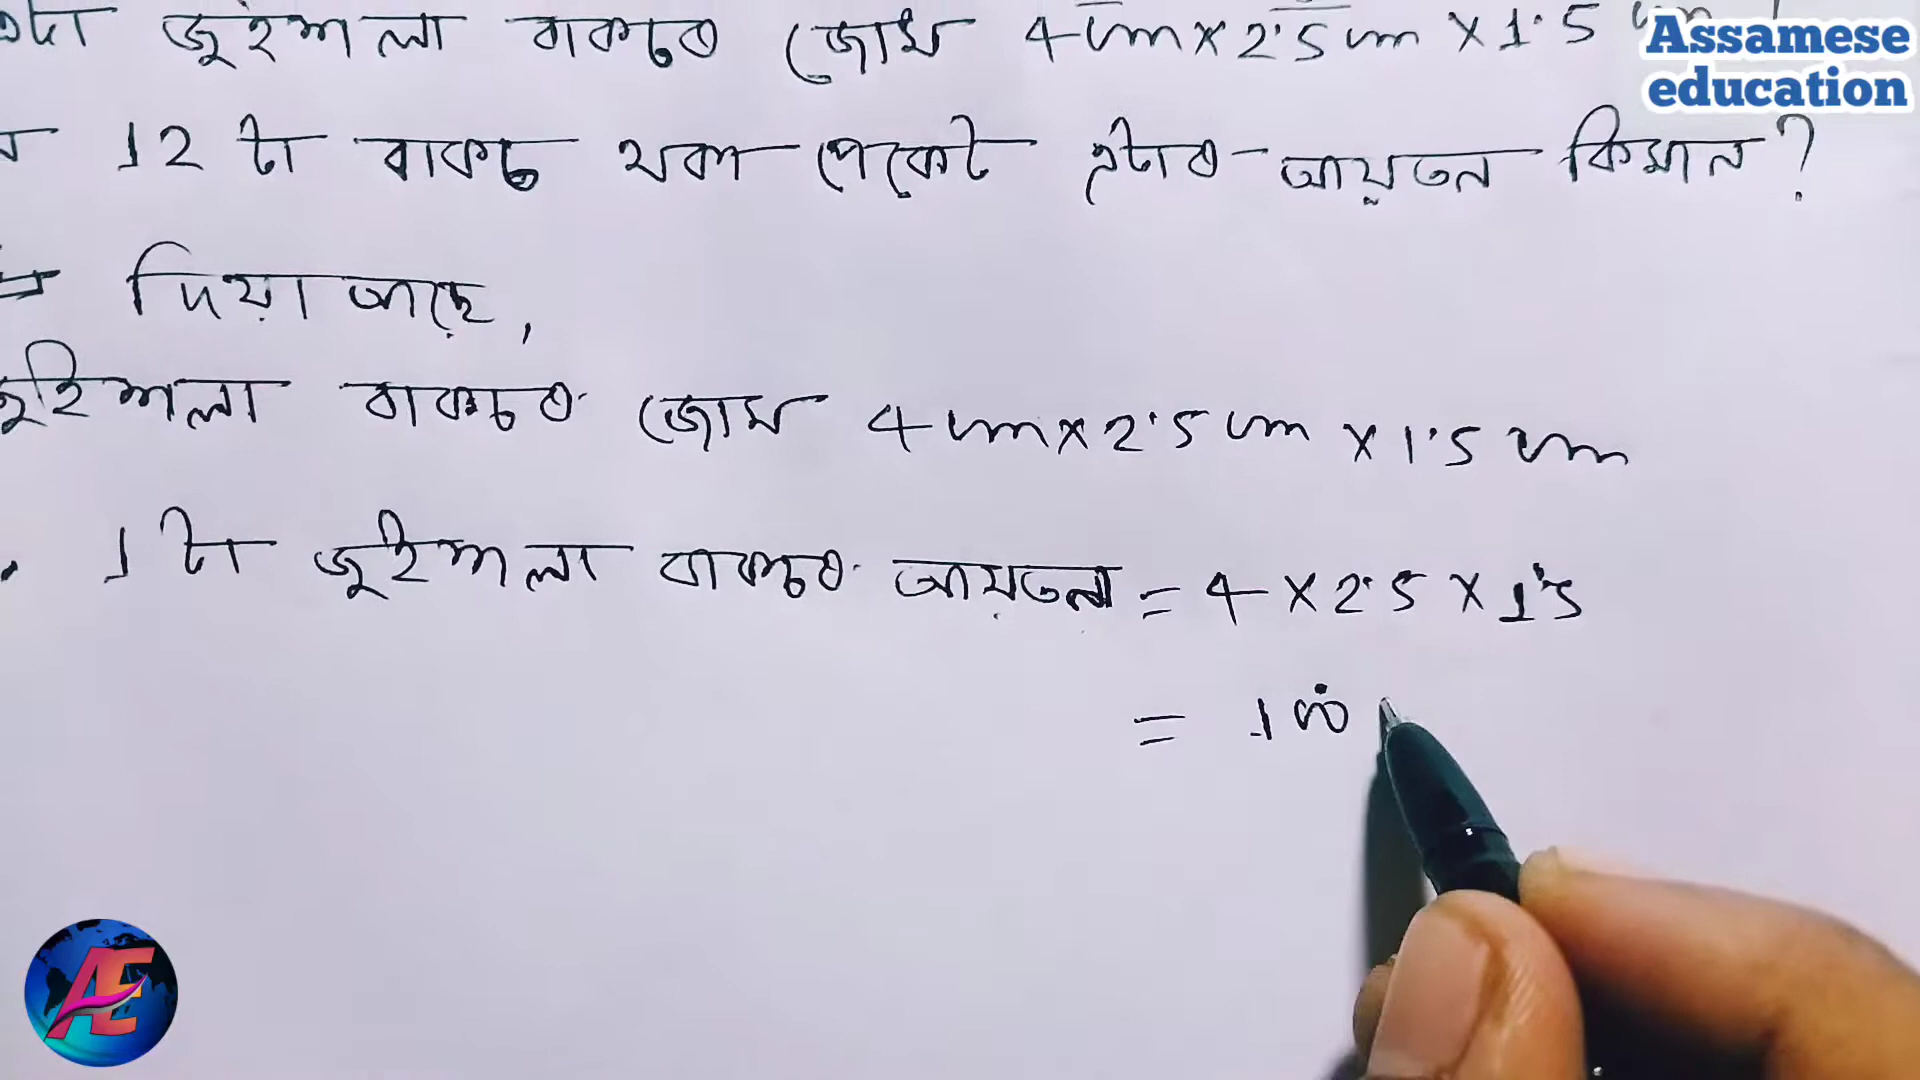 এটা জুইশলা বাকচৰ জোখ 4 cm x 2.5 cm x 1.5 cm
Assamese
education
12 টা বাকচ থকা পেকেট এটাৰ আয়তন কিমান?
দিয়া আছে,
জুইশলা বাকচৰ জোখ 4 cm x 2.5 cm x 1.5 cm
1 টা জুইশলা বাকচৰ আয়তন = 4 x 2.5 x 1.5
=
AE